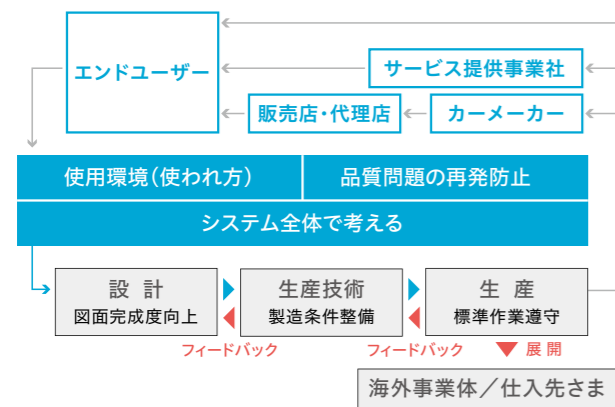 エンドユーザー
サービス提供事業社
販売店・代理店
カーメーカー
使用環境（使われ方）
品質問題の再発防止
システム全体で考える
設計
図面完成度向上
生産技術
製造条件整備
生産
標準作業遵守
フィードバック
フィードバック
展開
海外事業体／仕入先さま